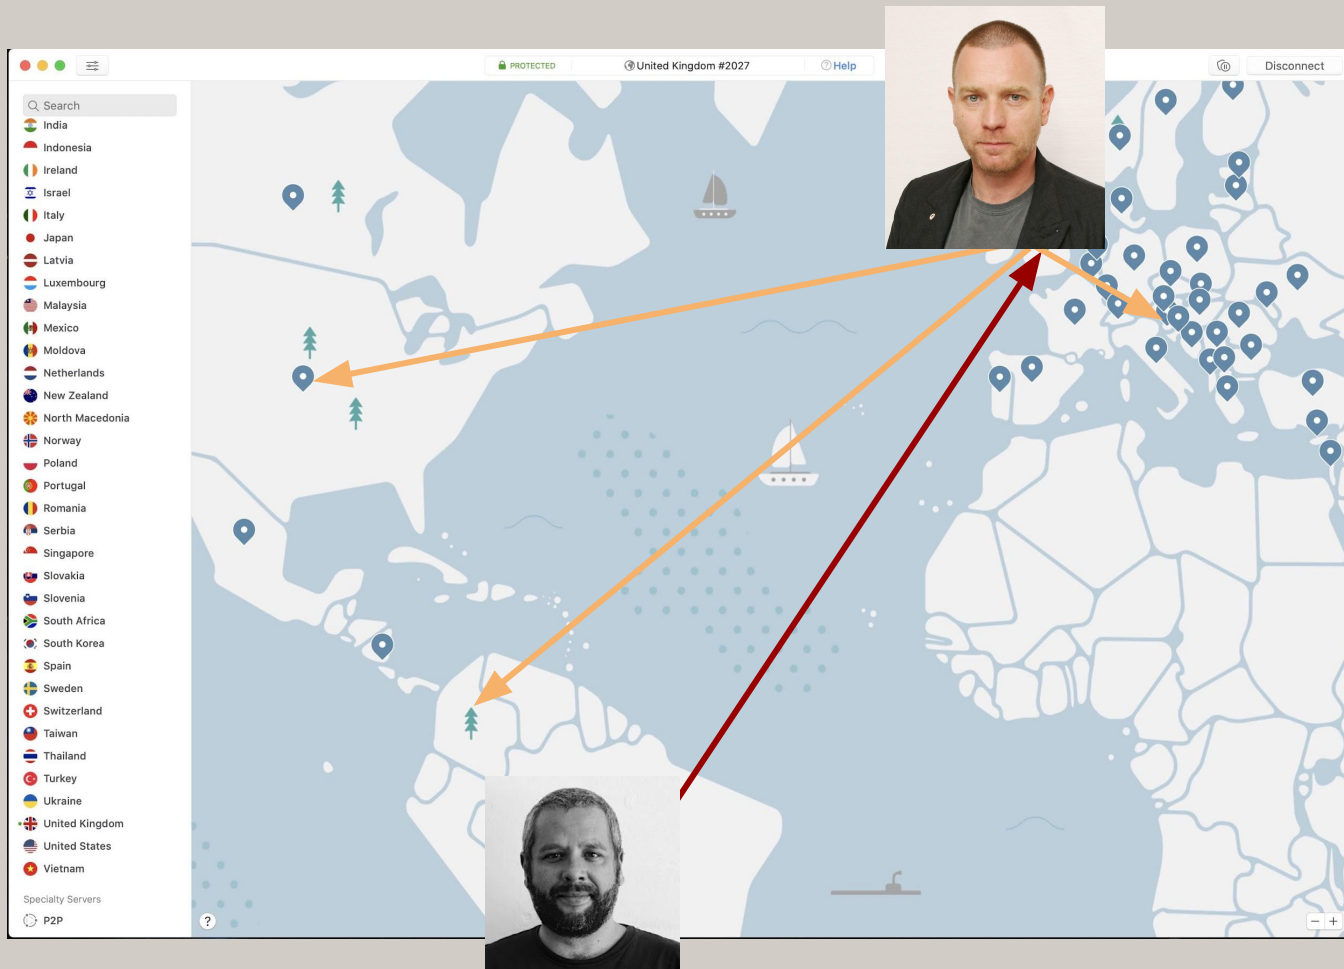 PROTECTED
United Kingdom #2027
Help
Disconnect
Search
India
Indonesia
Ireland
Israel
Italy
Japan
Latvia
Luxembourg
Malaysia
Mexico
Moldova
Netherlands
New Zealand
North Macedonia
Norway
Poland
Portugal
Romania
Serbia
Singapore
Slovakia
Slovenia
South Africa
South Korea
Spain
Sweden
Switzerland
Taiwan
Thailand
Turkey
Ukraine
United Kingdom
United States
Vietnam
Specialty Servers
P2P
?
− +